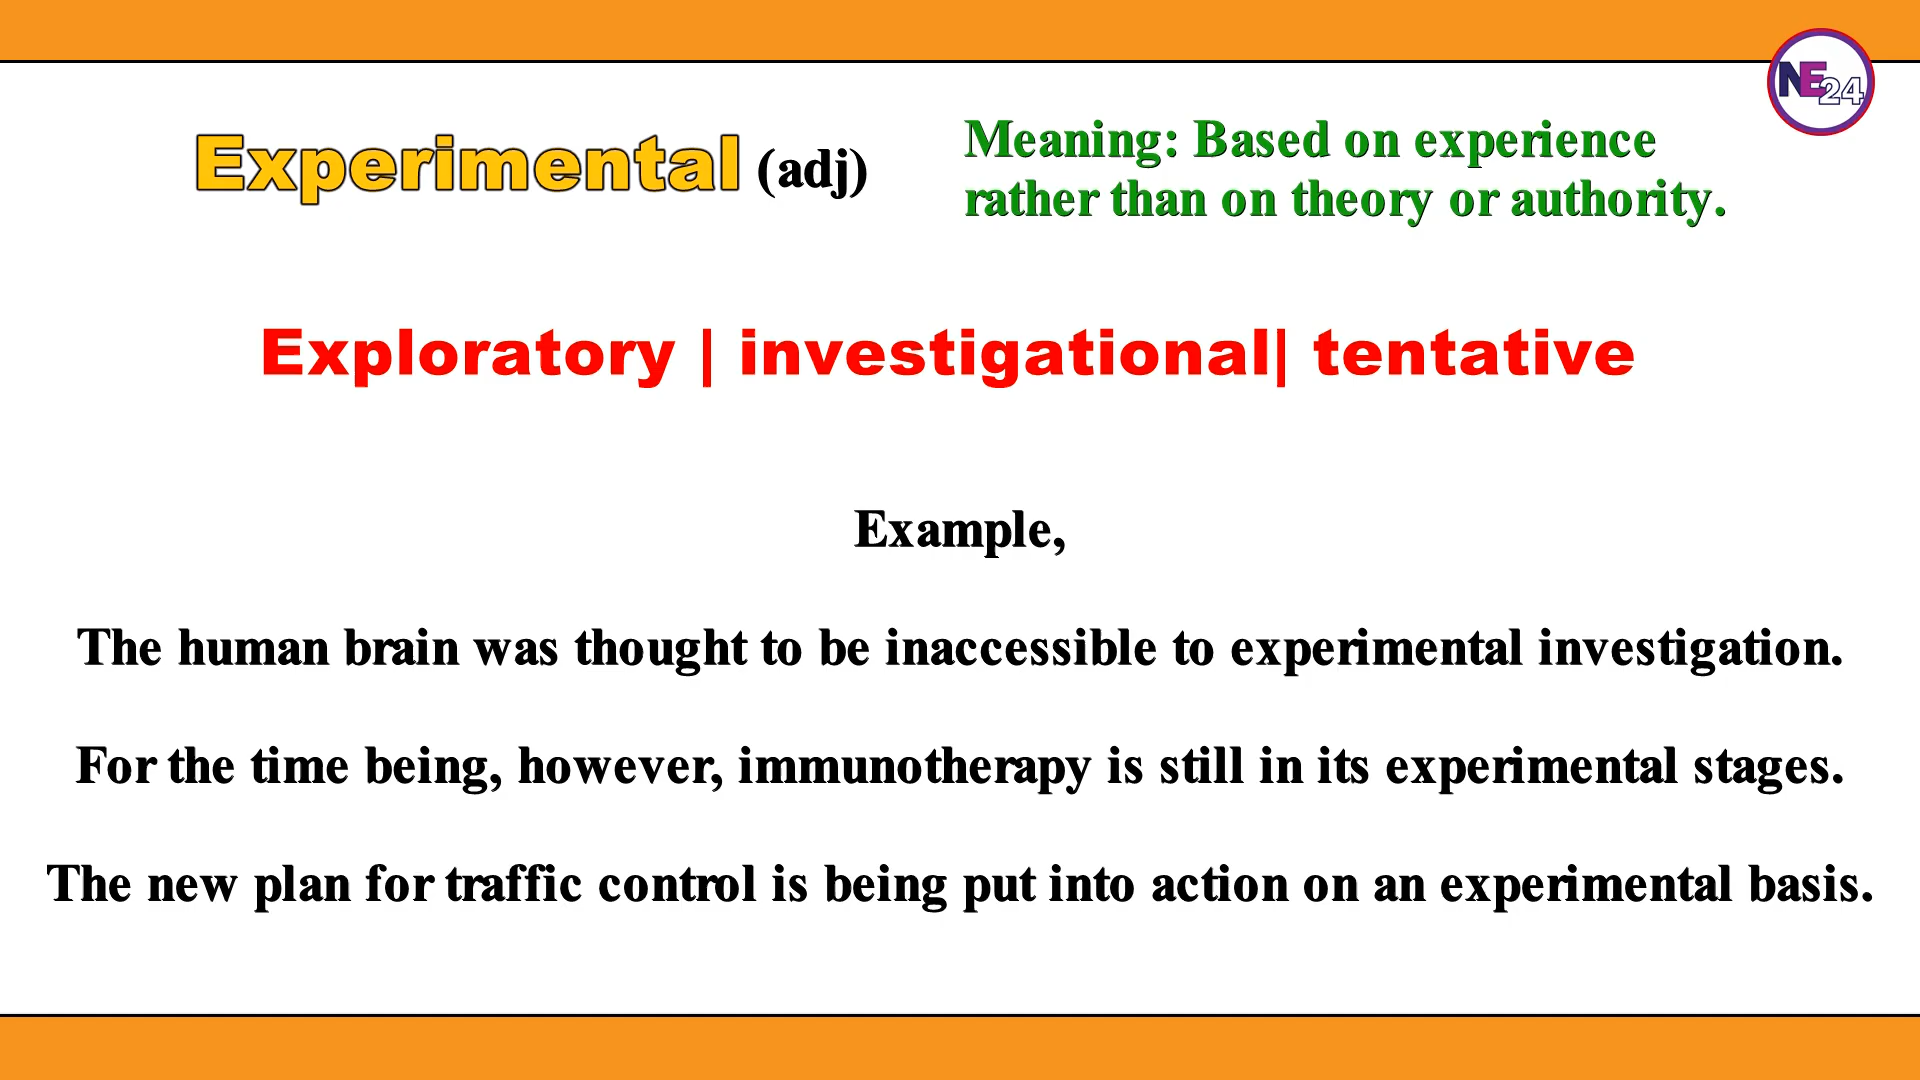 NE24
Experimental (adj)
Meaning: Based on experience
rather than on theory or authority.
Exploratory | investigational| tentative
Example,
The human brain was thought to be inaccessible to experimental investigation.
For the time being, however, immunotherapy is still in its experimental stages.
The new plan for traffic control is being put into action on an experimental basis.